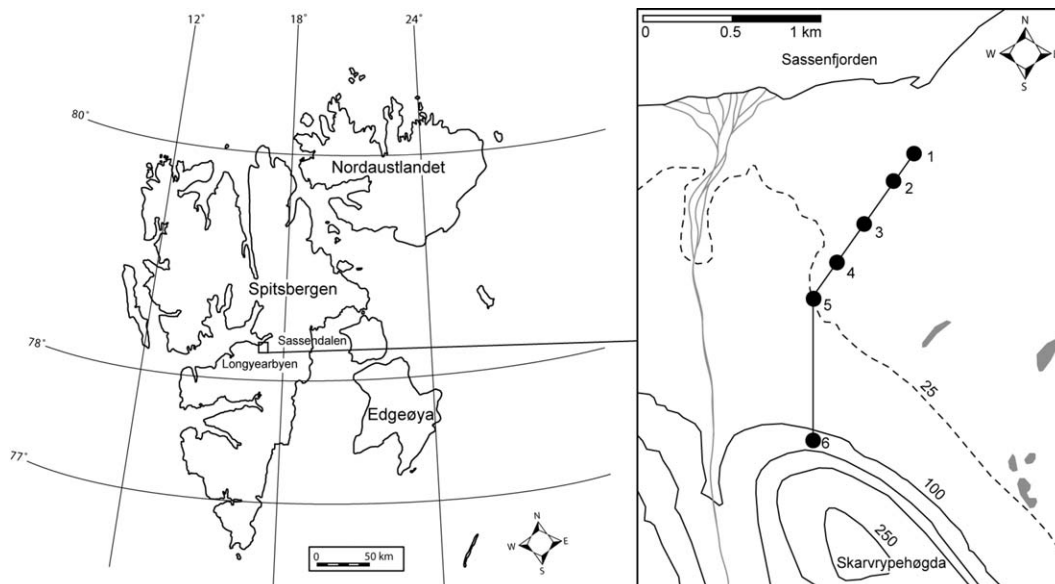 12°
18°
24°
80°
78°
77°
Nordaustlandet
Spitsbergen
Sassendalen
Longyearbyen
Edgeøya
0 50 km
N
W E
S
0 0.5 1 km
Sassenfjorden
N
W E
S
1
2
3
4
5
6
25
100
250
Skarvrypehøgda